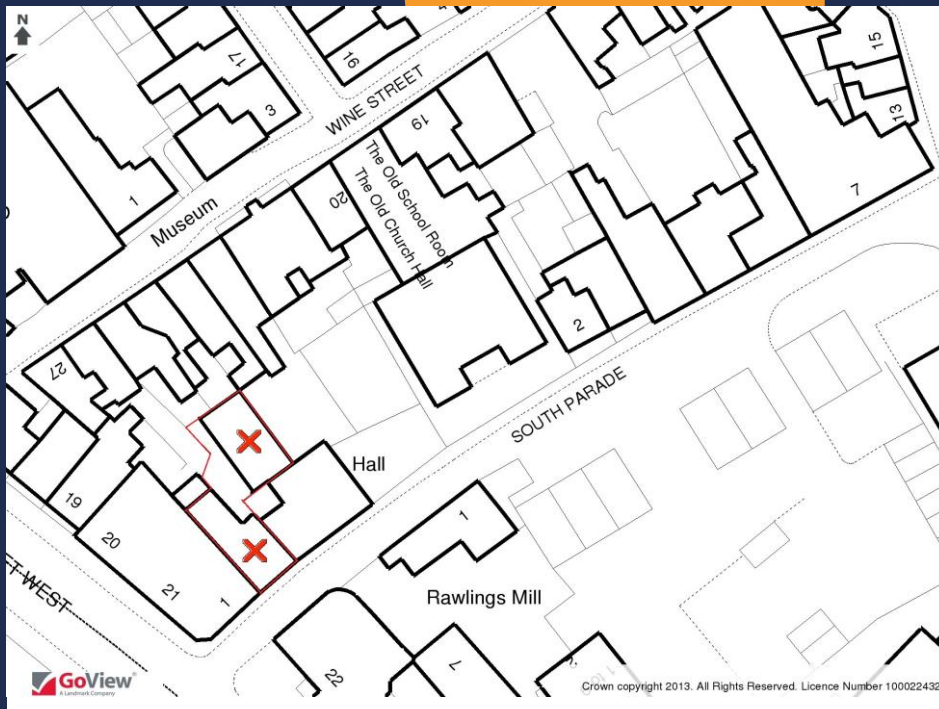 N
17
16
15
3
WINE STREET
19
13
1
The Old School Room
The Old Church Hall
20
7
Museum
2
27
SOUTH PARADE
Hall
19
1
20
21
1
ET WEST
Rawlings Mill
22
7
GoView
A Landmark Company
Crown copyright 2013. All Rights Reserved. Licence Number 100022432